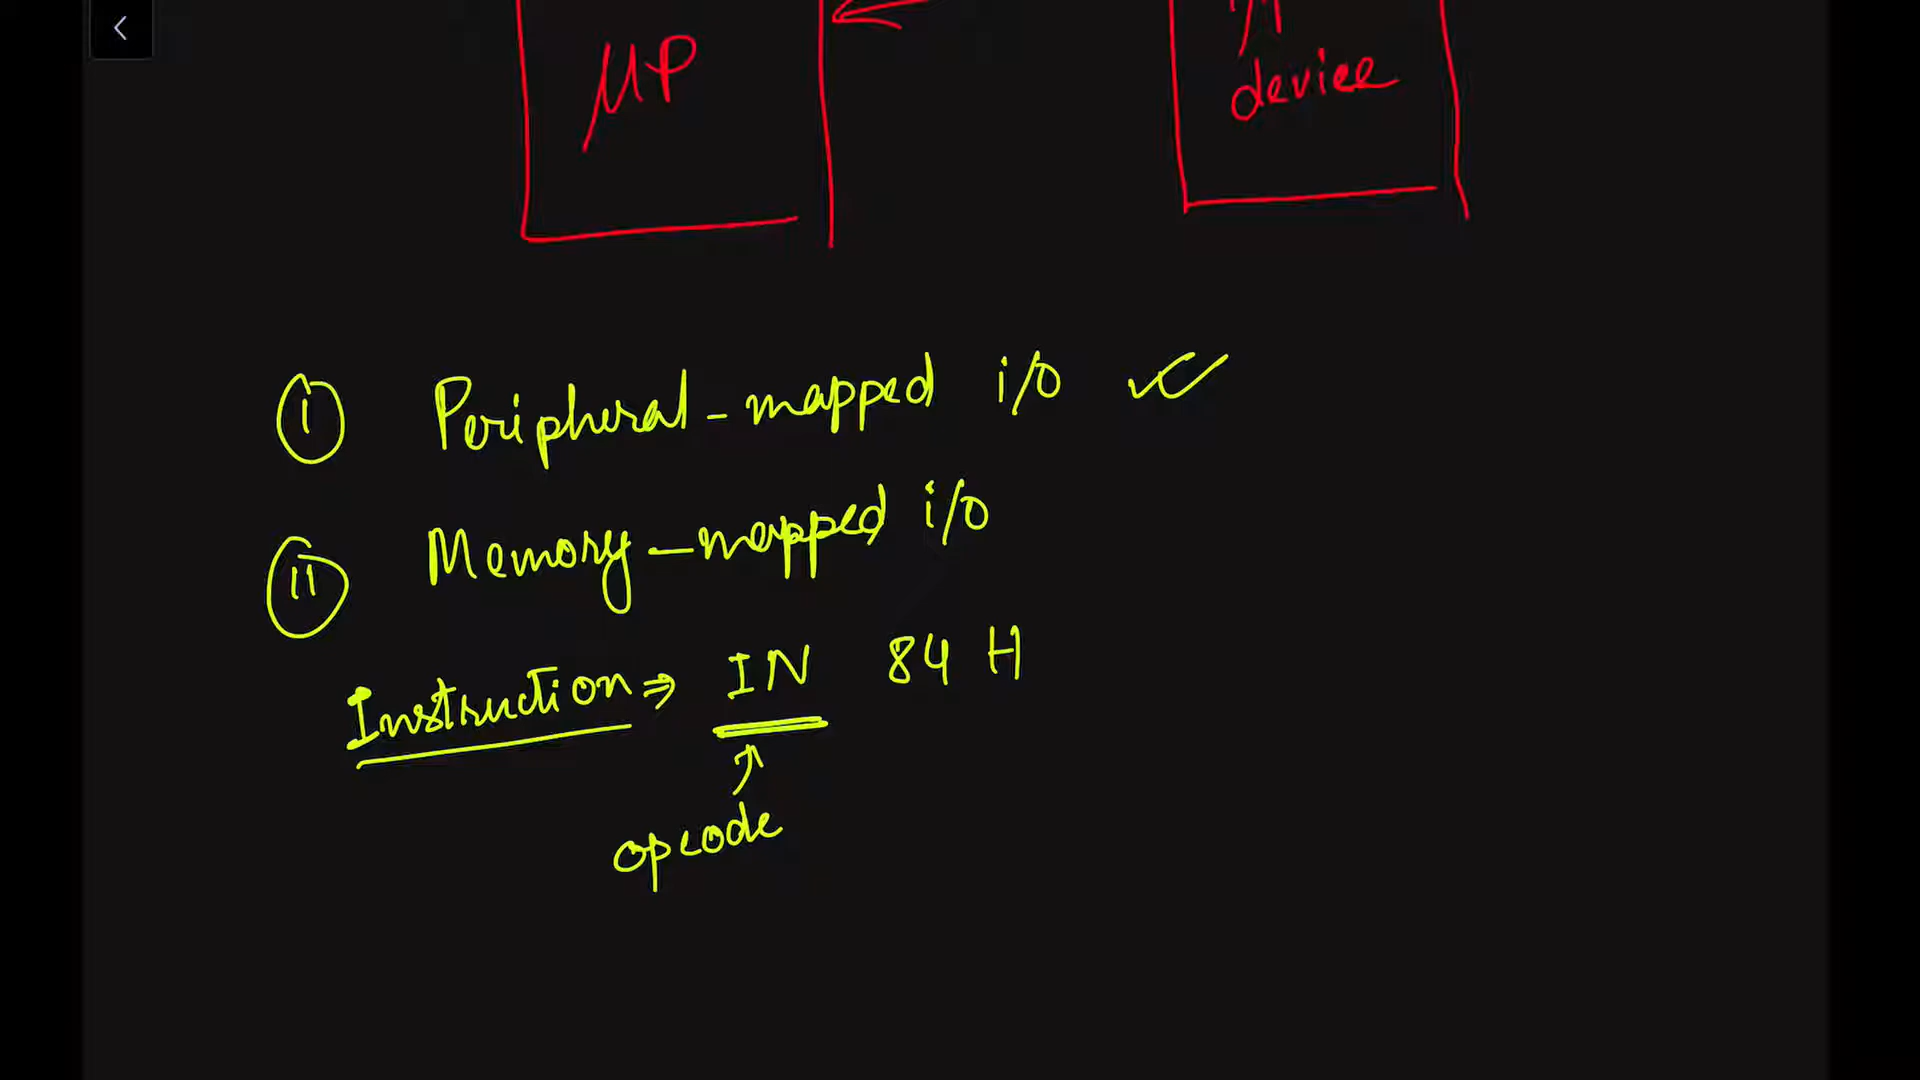 μP
device
I Peripheral-mapped i/o
II Memory-mapped i/o
Instruction ⇒ IN 84 H
opcode